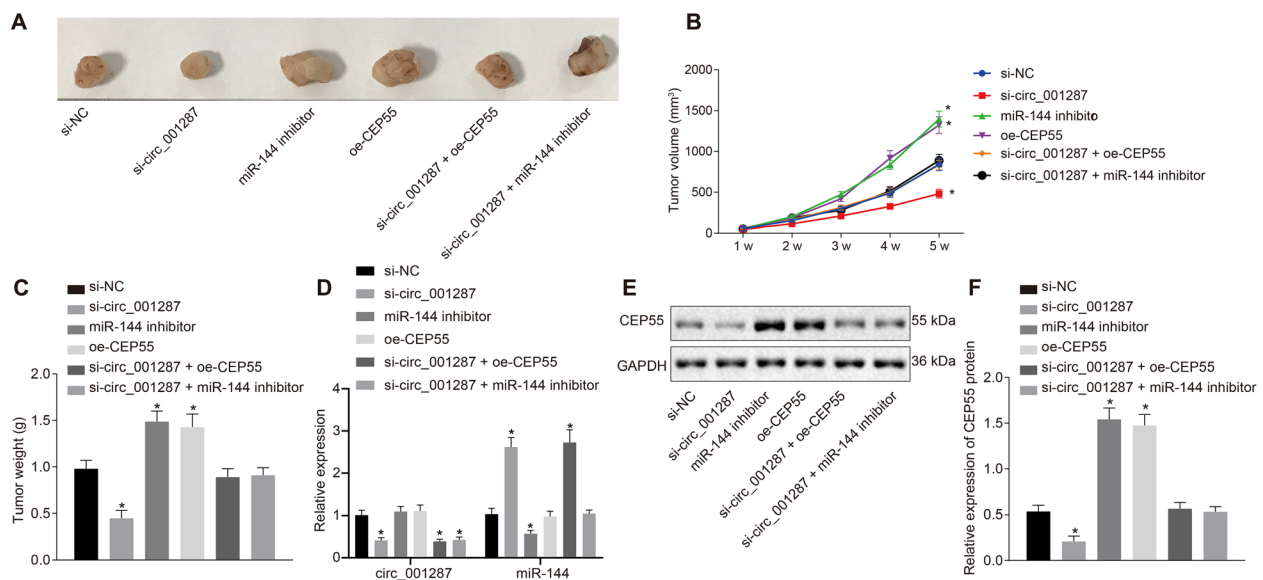 A
si-NC
si-circ_001287
miR-144 inhibitor
oe-CEP55
si-circ_001287 + oe-CEP55
si-circ_001287 + miR-144 inhibitor
B
Tumor volume (mm³)
2000
1500
1000
500
0
1 w
2 w
3 w
4 w
5 w
*
*
*
si-NC
si-circ_001287
miR-144 inhibitor
oe-CEP55
si-circ_001287 + oe-CEP55
si-circ_001287 + miR-144 inhibitor
C
si-NC
si-circ_001287
miR-144 inhibitor
oe-CEP55
si-circ_001287 + oe-CEP55
si-circ_001287 + miR-144 inhibitor
Tumor weight (g)
2.0
1.5
1.0
0.5
0.0
*
*
*
D
si-NC
si-circ_001287
miR-144 inhibitor
oe-CEP55
si-circ_001287 + oe-CEP55
si-circ_001287 + miR-144 inhibitor
Relative expression
4
3
2
1
0
*
*
*
*
*
*
circ_001287
miR-144
E
CEP55
55 kDa
GAPDH
36 kDa
si-NC
si-circ_001287
miR-144 inhibitor
oe-CEP55
si-circ_001287 + oe-CEP55
si-circ_001287 + miR-144 inhibitor
F
si-NC
si-circ_001287
miR-144 inhibitor
oe-CEP55
si-circ_001287 + oe-CEP55
si-circ_001287 + miR-144 inhibitor
Relative expression of CEP55 protein
2.0
1.5
1.0
0.5
0.0
*
*
*